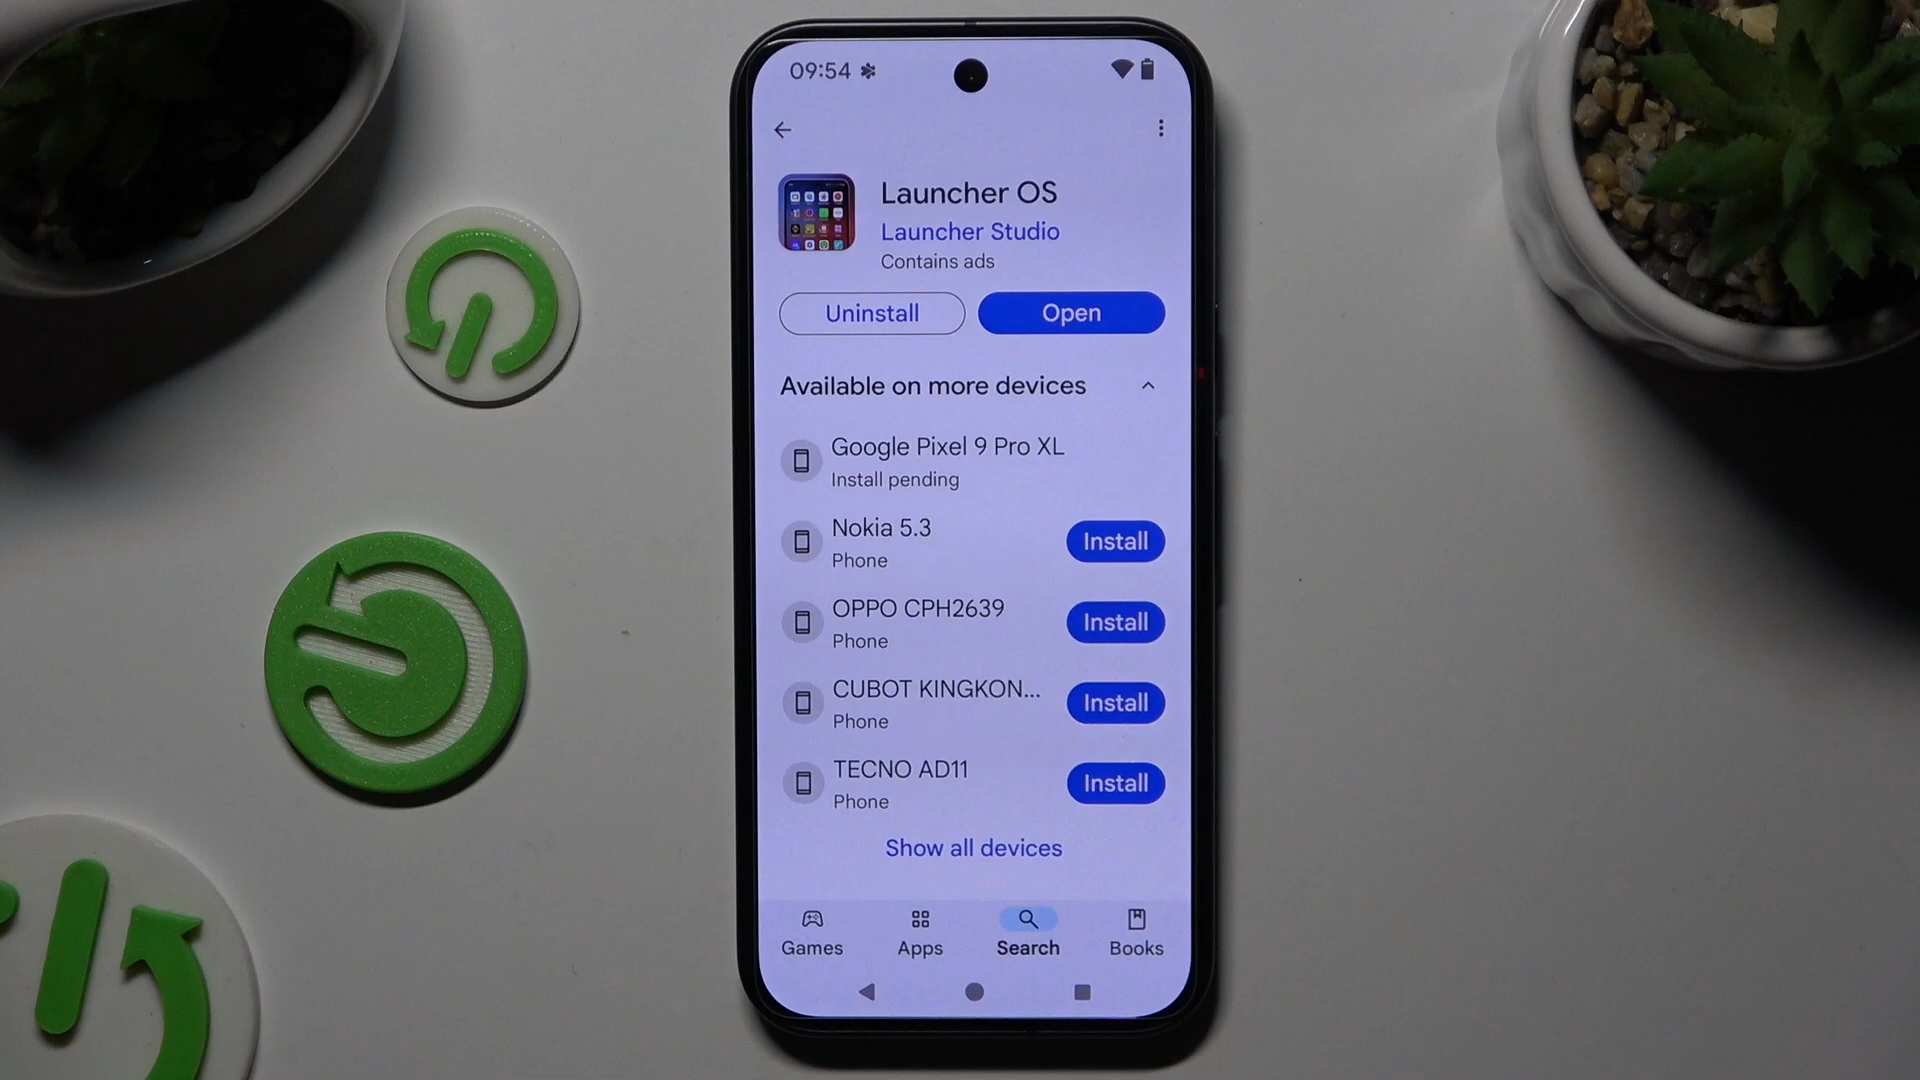 09:54
Launcher OS
Launcher Studio
Contains ads
Uninstall
Open
Available on more devices
Google Pixel 9 Pro XL
Install pending
Nokia 5.3
Phone
Install
OPPO CPH2639
Phone
Install
CUBOT KINGKON...
Phone
Install
TECNO AD11
Phone
Install
Show all devices
Games
Apps
Search
Books